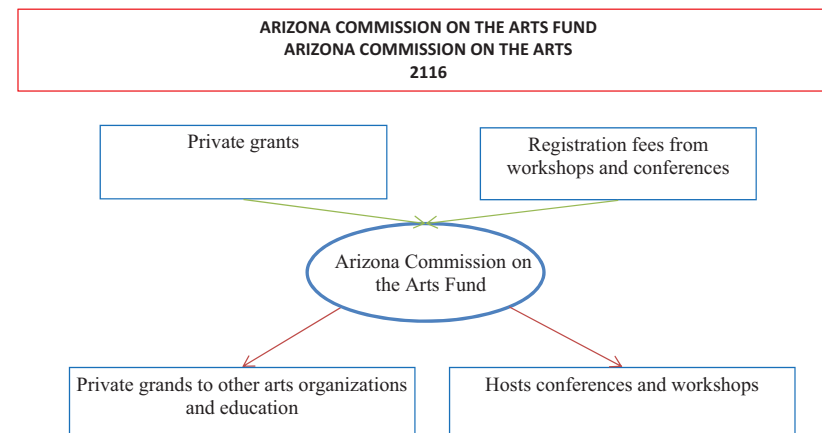 ARIZONA COMMISSION ON THE ARTS FUND
ARIZONA COMMISSION ON THE ARTS
2116
Private grants
Registration fees from
workshops and conferences
Arizona Commission on
the Arts Fund
Private grands to other arts organizations
and education
Hosts conferences and workshops